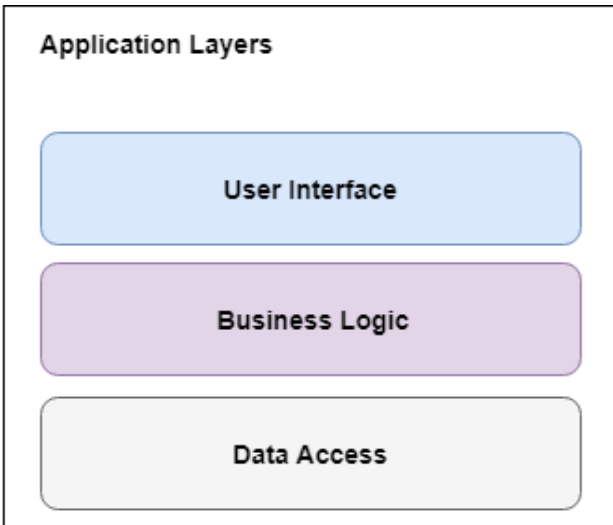 Application Layers
User Interface
Business Logic
Data Access